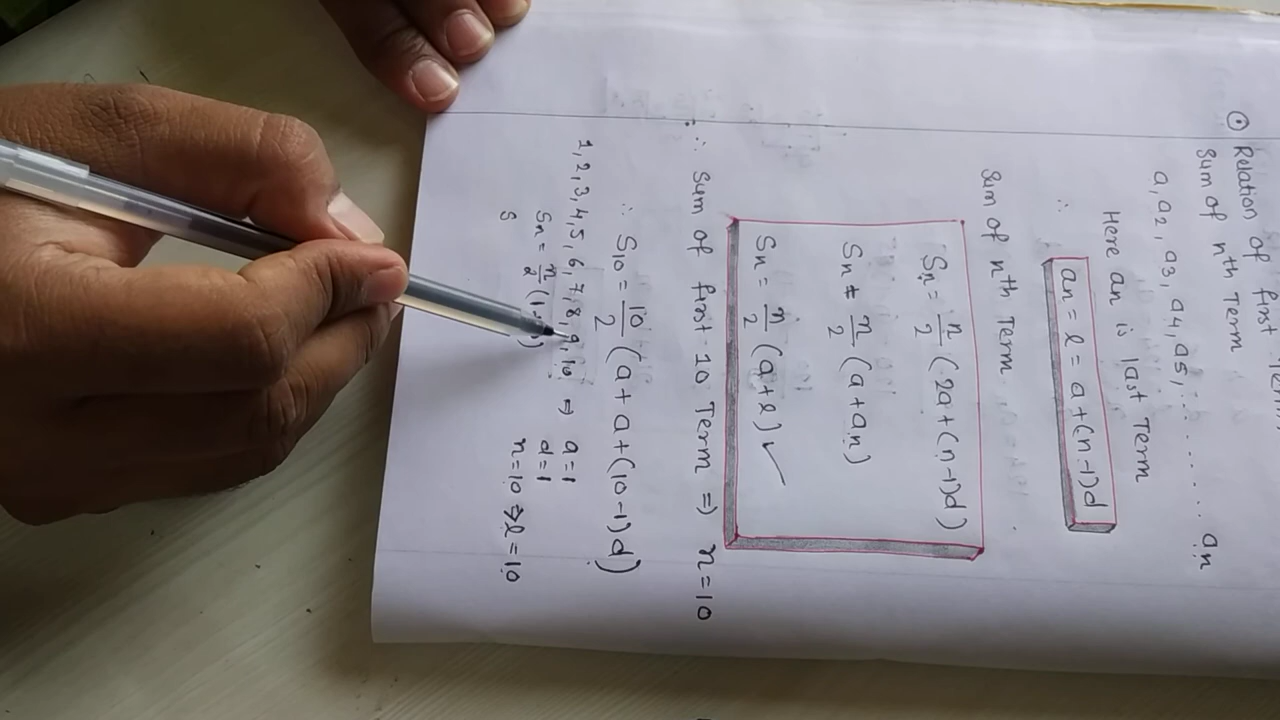 ⊙ Relation of first
sum of nth Term
a, a2, a3, a4, a5, ........ an
Here an is last Term
∴ an = l = a+(n-1)d
Sum of nth Term
Sn = n/2 (2a+(n-1)d)
Sn = n/2 (a+an)
Sn = n/2 (a+l) ✓
∴ Sum of first 10 Term ⇒ n=10
∴ S10 = 10/2 (a+a+(10-1)d)
1, 2, 3, 4, 5, 6, 7, 8, 9, 10 ⇒ a=1
Sn = n/2 (1 d=1
S n=10 ⇒ l=10